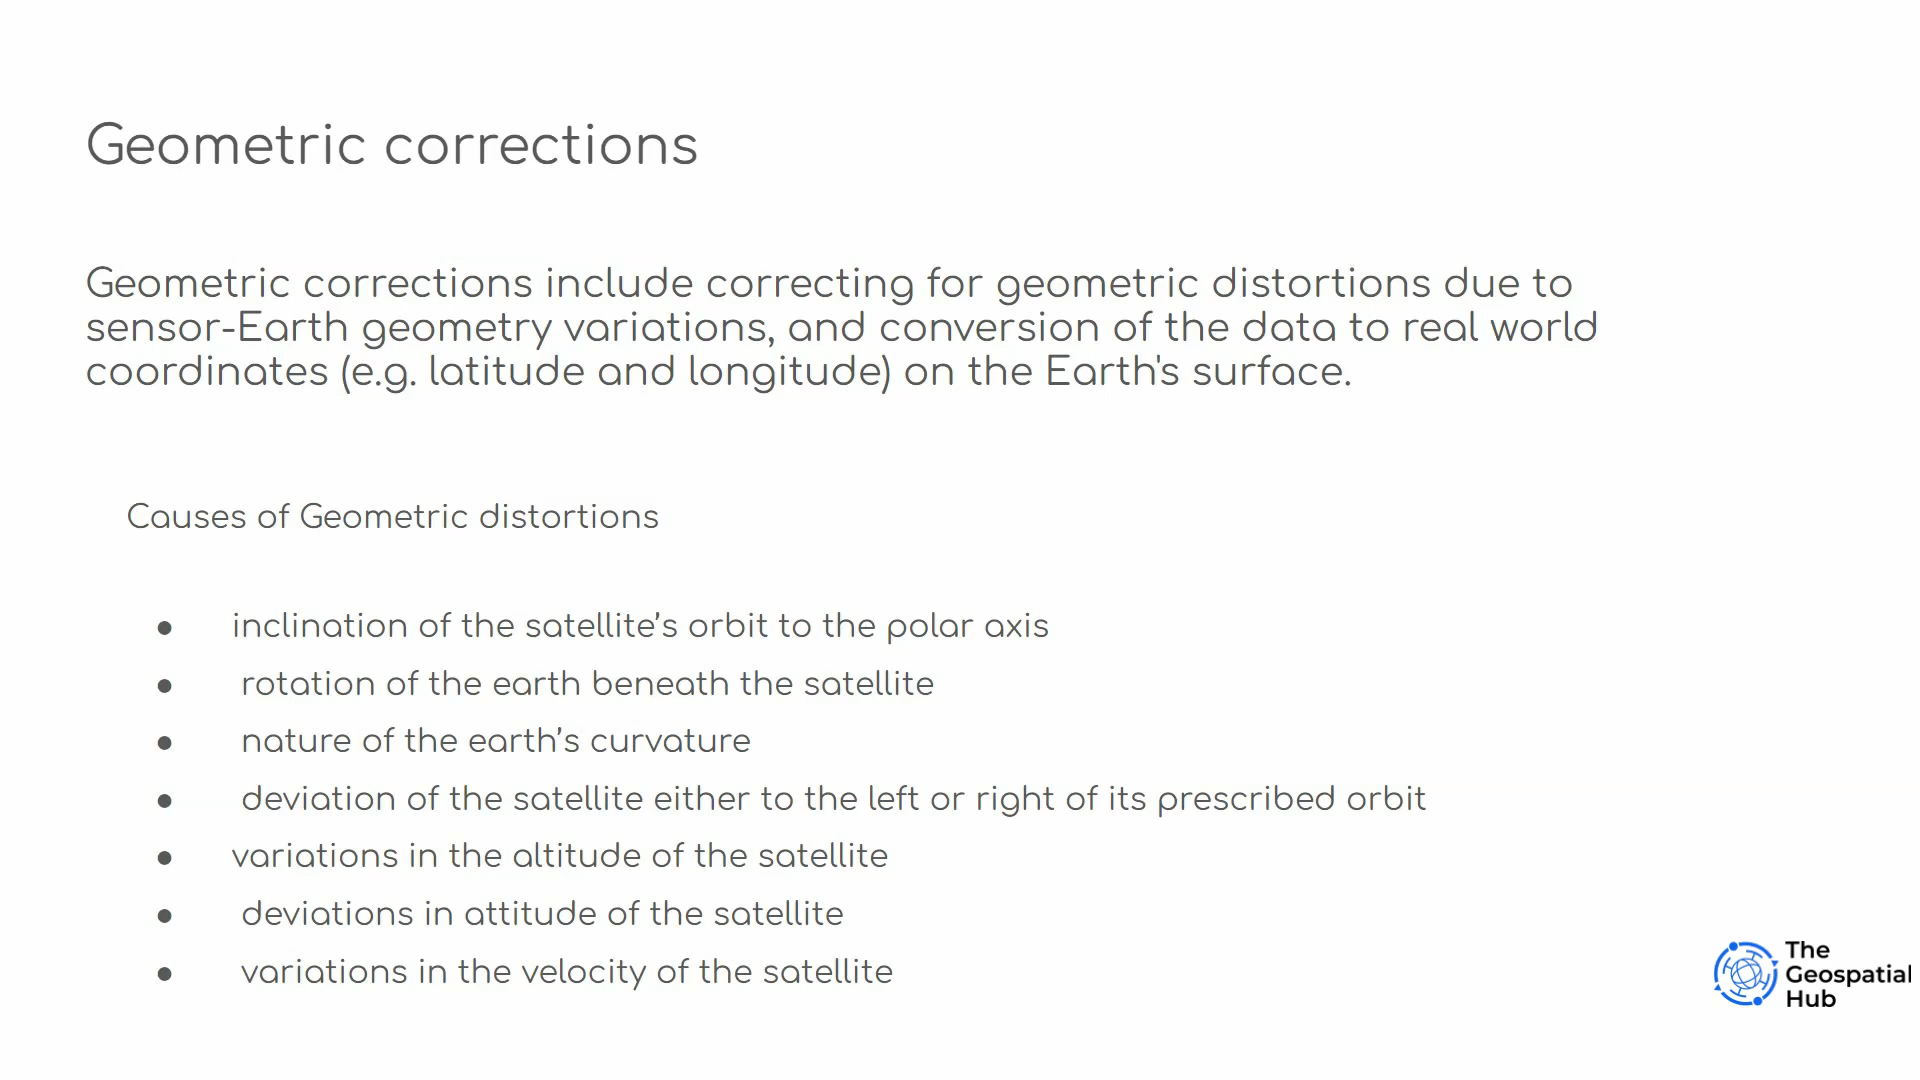 Geometric corrections
Geometric corrections include correcting for geometric distortions due to
sensor-Earth geometry variations, and conversion of the data to real world
coordinates (e.g. latitude and longitude) on the Earth's surface.
Causes of Geometric distortions
● inclination of the satellite’s orbit to the polar axis
● rotation of the earth beneath the satellite
● nature of the earth’s curvature
● deviation of the satellite either to the left or right of its prescribed orbit
● variations in the altitude of the satellite
● deviations in attitude of the satellite
● variations in the velocity of the satellite
The
Geospatial
Hub